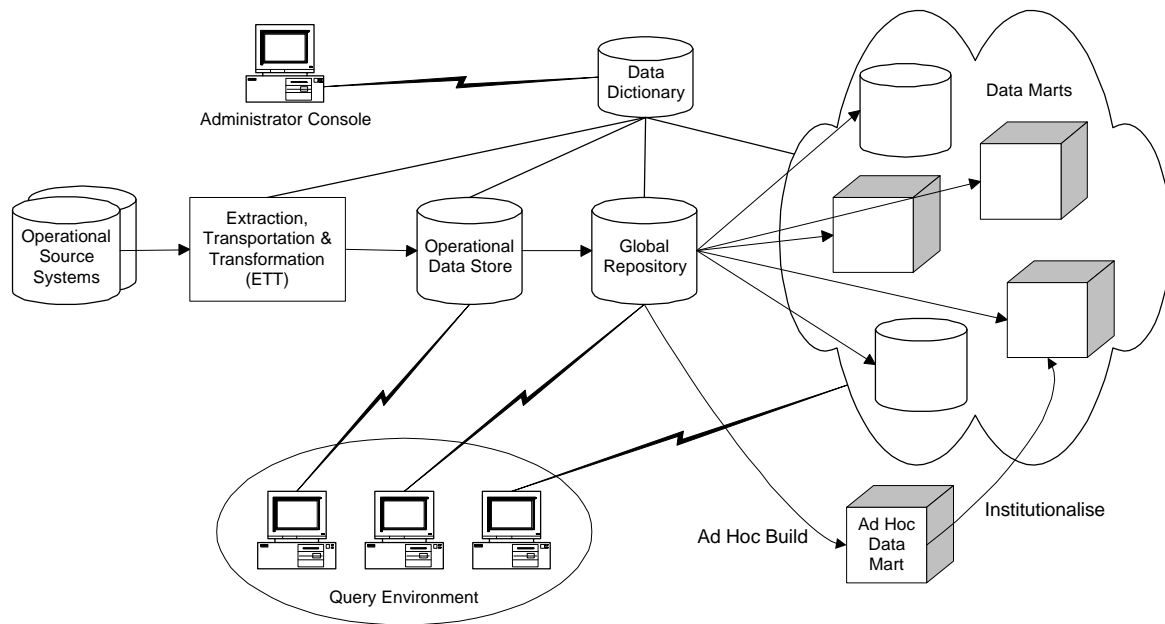 Data
Dictionary
Data Marts
Administrator Console
Operational
Source
Systems
Extraction,
Transportation &
Transformation
(ETT)
Operational
Data Store
Global
Repository
Ad Hoc Build
Ad Hoc
Data
Mart
Institutionalise
Query Environment